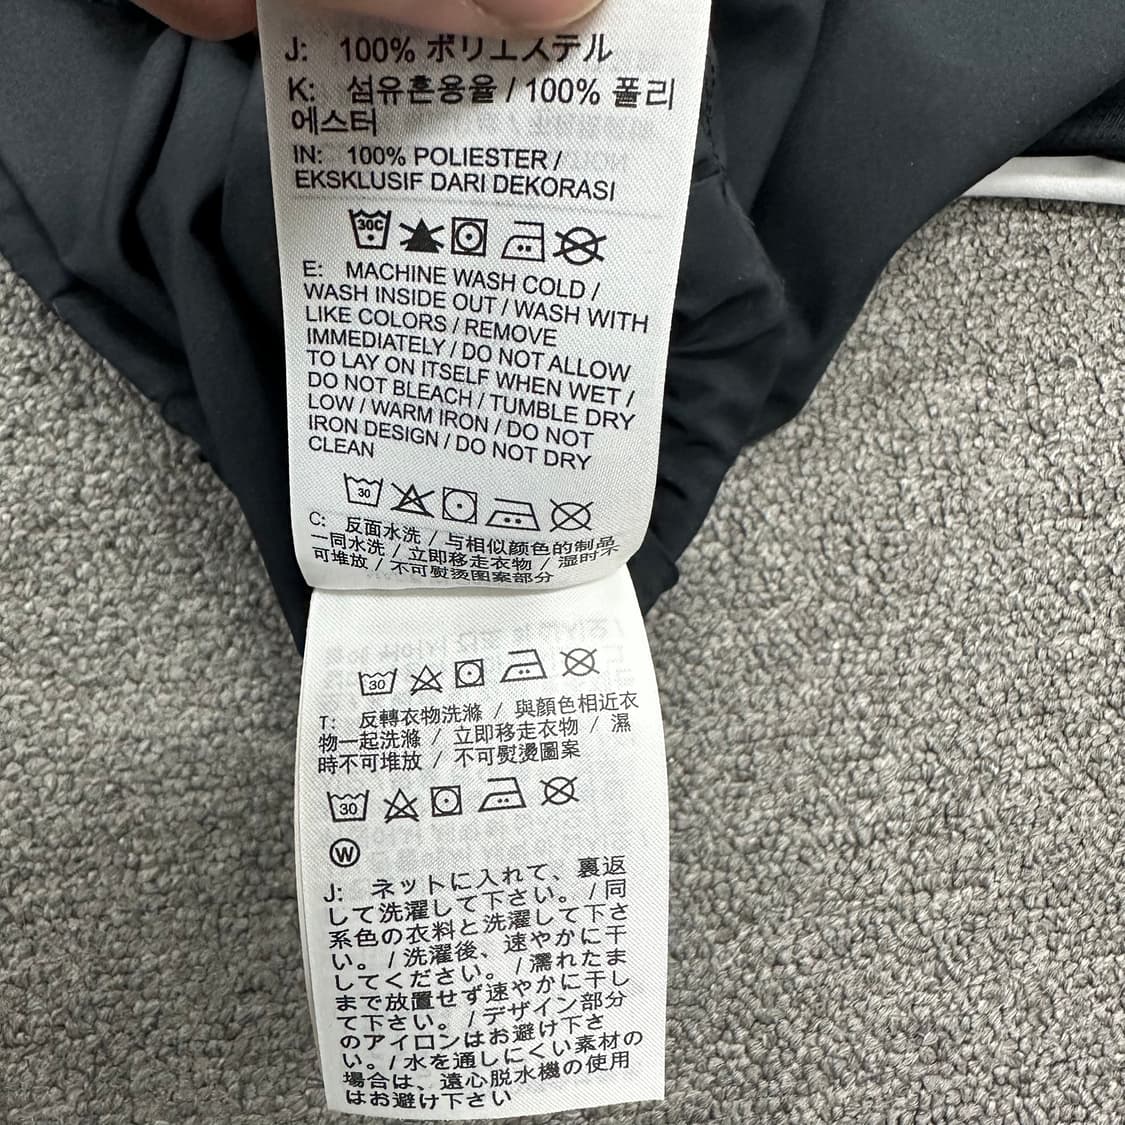 J: 100% ポリエステル
K: 섬유혼용율 / 100% 폴리
에스터
IN: 100% POLIESTER /
EKSKLUSIF DARI DEKORASI
30C
E: MACHINE WASH COLD /
WASH INSIDE OUT / WASH WITH
LIKE COLORS / REMOVE
IMMEDIATELY / DO NOT ALLOW
TO LAY ON ITSELF WHEN WET /
DO NOT BLEACH / TUMBLE DRY
LOW / WARM IRON / DO NOT
IRON DESIGN / DO NOT DRY
CLEAN
30
C: 反面水洗 / 与相似颜色的制品
一同水洗 / 立即移走衣物 / 湿时不
可堆放 / 不可熨烫图案部分
30
T: 反轉衣物洗滌 / 與顏色相近衣
物一起洗滌 / 立即移走衣物 / 濕
時不可堆放 / 不可熨燙圖案
30
W
J: ネットに入れて、裏返
して洗濯して下さい。 / 同
系色の衣料と洗濯して下さ
い。 / 洗濯後、速やかに干
してください。 / 濡れたま
まで放置せず速やかに干し
て下さい。 / デザイン部分
のアイロンはお避け下さ
い。 / 水を通しにくい素材の
場合は、遠心脱水機の使用
はお避け下さい